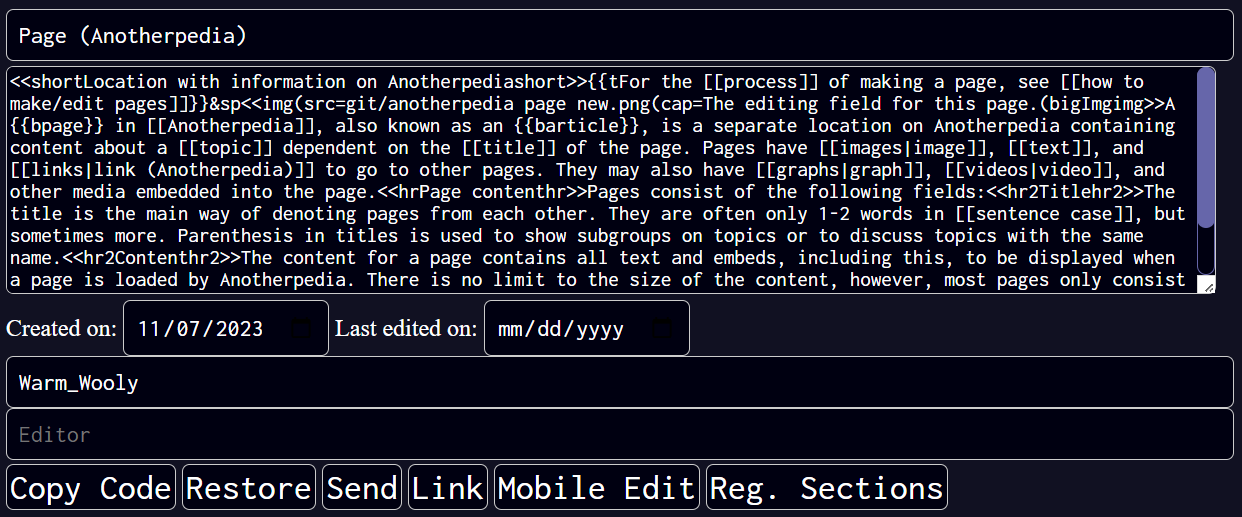 Page (Anotherpedia)
<<shortLocation with information on Anotherpediashort>>{{tFor the [[process]] of making a page, see [[how to
make/edit pages]]}}&sp<<img(src=git/anotherpedia page new.png(cap=The editing field for this page.(bigImgimg>>A
{{bpage}} in [[Anotherpedia]], also known as an {{barticle}}, is a separate location on Anotherpedia containing
content about a [[topic]] dependent on the [[title]] of the page. Pages have [[images|image]], [[text]], and
[[links|link (Anotherpedia)]] to go to other pages. They may also have [[graphs|graph]], [[videos|video]], and
other media embedded into the page.<<hrPage contenthr>>Pages consist of the following fields:<<hr2Titlehr2>>The
title is the main way of denoting pages from each other. They are often only 1-2 words in [[sentence case]], but
sometimes more. Parenthesis in titles is used to show subgroups on topics or to discuss topics with the same
name.<<hr2Contenthr2>>The content for a page contains all text and embeds, including this, to be displayed when
a page is loaded by Anotherpedia. There is no limit to the size of the content, however, most pages only consist
Created on: 11/07/2023 Last edited on: mm/dd/yyyy
Warm_Wooly
Editor
Copy Code Restore Send Link Mobile Edit Reg. Sections